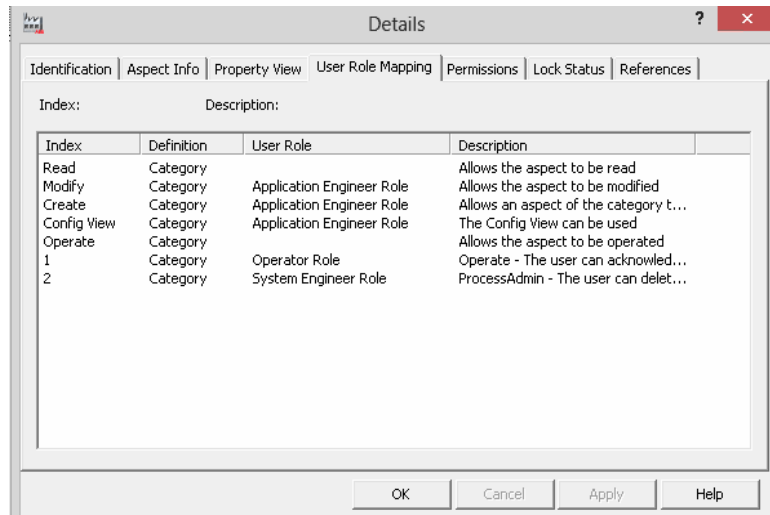 Details
?
×
Identification Aspect Info Property View User Role Mapping Permissions Lock Status References
Index: Description:
Index Definition User Role Description
Read Category Allows the aspect to be read
Modify Category Application Engineer Role Allows the aspect to be modified
Create Category Application Engineer Role Allows an aspect of the category t...
Config View Category Application Engineer Role The Config View can be used
Operate Category Allows the aspect to be operated
1 Category Operator Role Operate - The user can acknowled...
2 Category System Engineer Role ProcessAdmin - The user can delet...
OK Cancel Apply Help